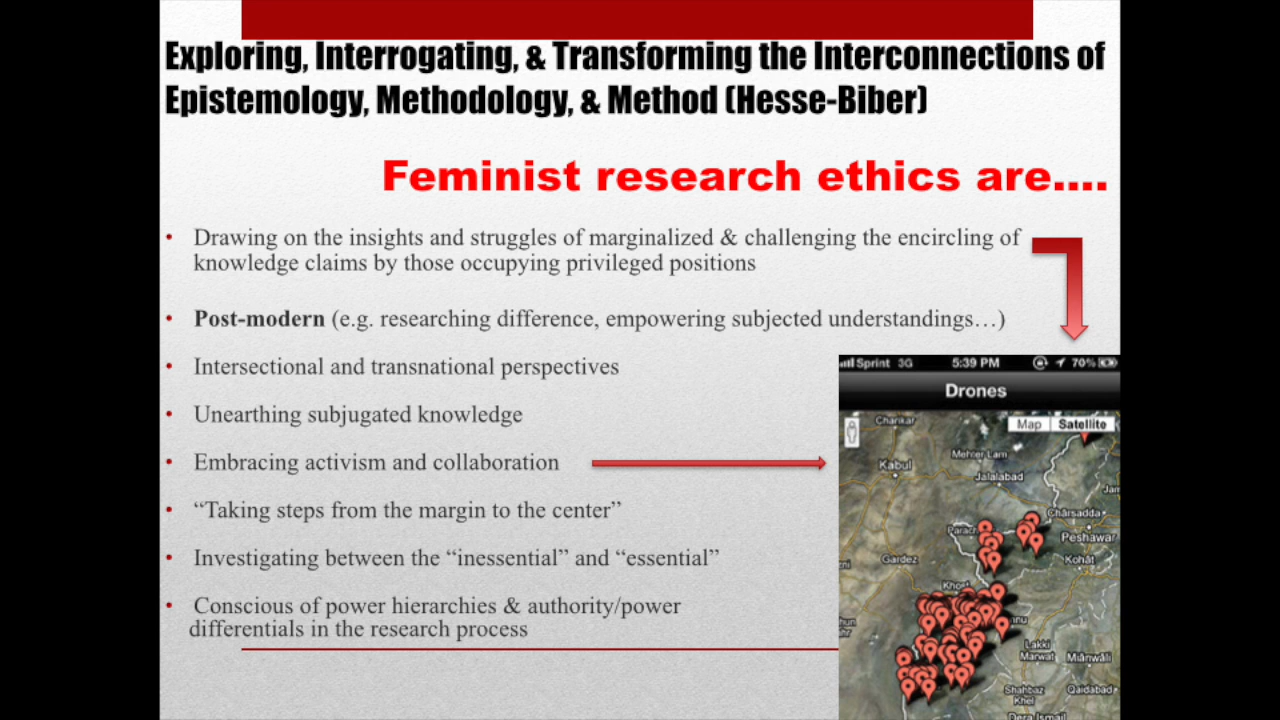 Exploring, Interrogating, & Transforming the Interconnections of
Epistemology, Methodology, & Method (Hesse-Biber)
Feminist research ethics are....
• Drawing on the insights and struggles of marginalized & challenging the encircling of
knowledge claims by those occupying privileged positions
• Post-modern (e.g. researching difference, empowering subjected understandings…)
• Intersectional and transnational perspectives
• Unearthing subjugated knowledge
• Embracing activism and collaboration
• “Taking steps from the margin to the center”
• Investigating between the “inessential” and “essential”
• Conscious of power hierarchies & authority/power
differentials in the research process
Sprint 3G 5:39 PM 70%
Drones
Map Satellite
Charikar
Mehtar Lam
Kabul
Jalalabad
Charsadda
Parach
Peshawar
Gardez
Kohāt
Khost
Lakki
Marwat
Miānwāli
Shahbaz
Khel
Qaidabad
Dera Ismail